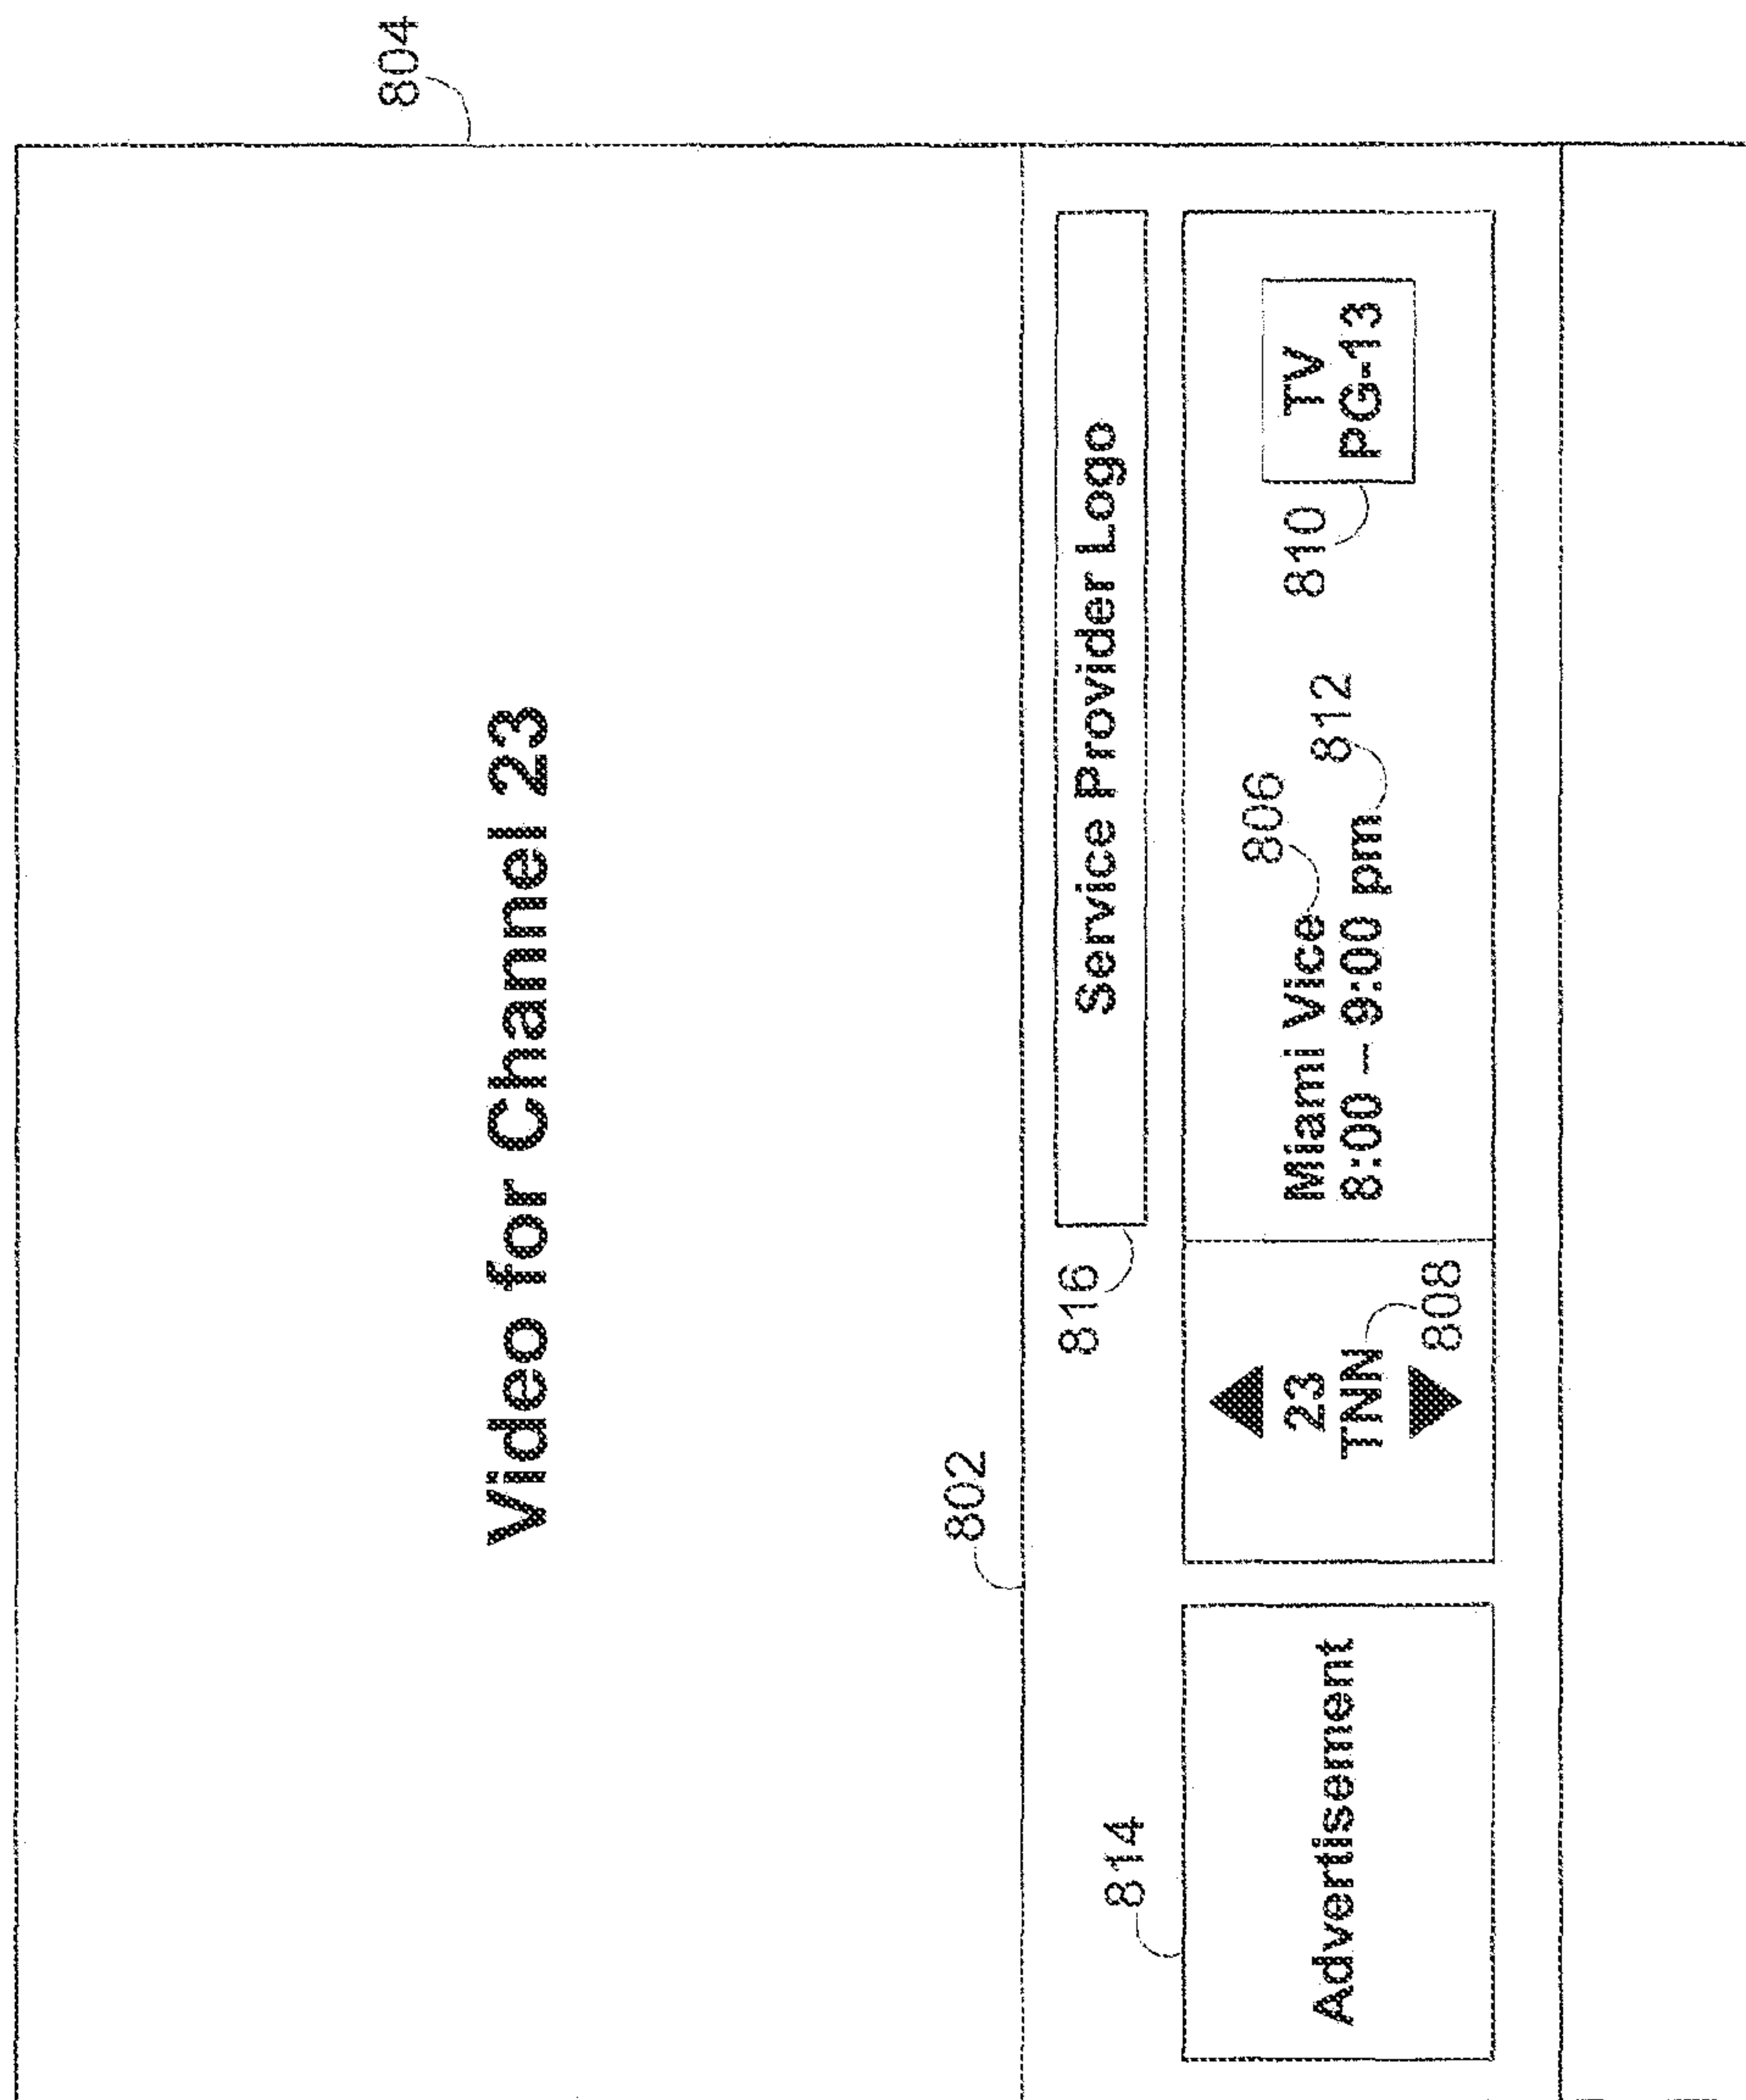 804
Video for Channel 23
802
816
Service Provider Logo
814
Advertisement
23
TNN
808
806
Miami Vice
812
8:00 – 9:00 pm
810
TV
PG-13